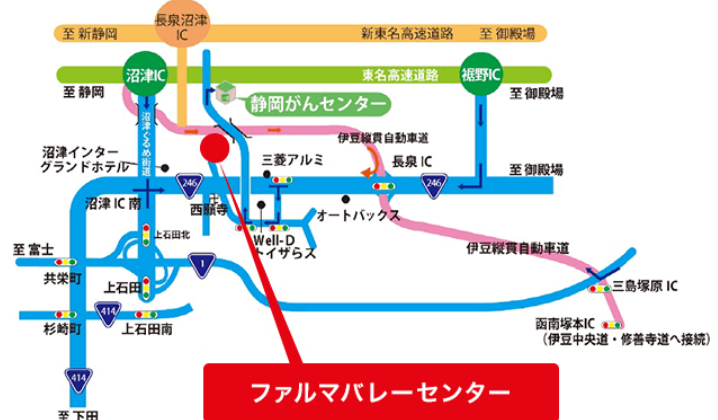 長泉沼津
IC
至 新静岡
新東名高速道路
至 御殿場
沼津IC
東名高速道路
裾野IC
至 静岡
静岡がんセンター
至 御殿場
沼津ぐるめ街道
伊豆縦貫自動車道
沼津インター
グランドホテル
三菱アルミ
長泉 IC
至 御殿場
246
246
沼津 IC 南
西願寺
オートバックス
上石田北
Well-D
トイザらス
伊豆縦貫自動車道
至 富士
共栄町
1
上石田
三島塚原 IC
414
杉崎町
上石田南
函南塚本IC
（伊豆中央道・修善寺道へ接続）
414
ファルマバレーセンター
至 下田